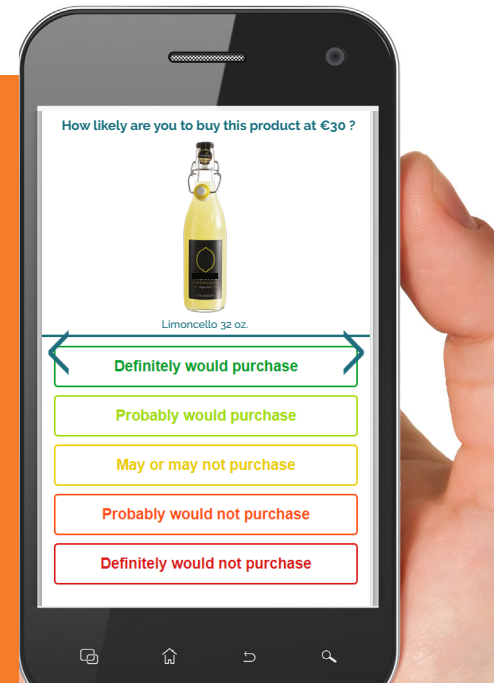 How likely are you to buy this product at €30 ?
Limoncello 32 oz.
Definitely would purchase
Probably would purchase
May or may not purchase
Probably would not purchase
Definitely would not purchase